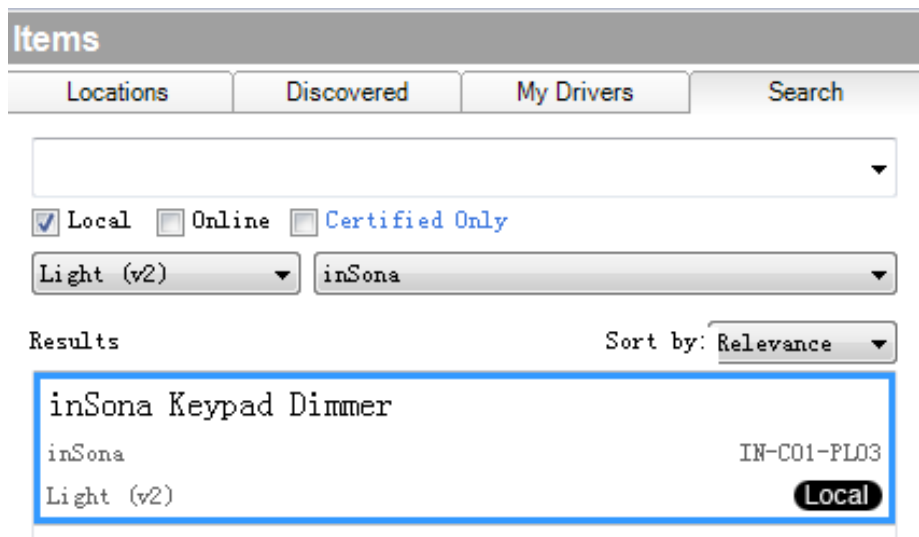 Items
Locations Discovered My Drivers Search
Local Online Certified Only
Light (v2) inSona
Results Sort by: Relevance
inSona Keypad Dimmer
inSona IN-C01-PL03
Light (v2) Local